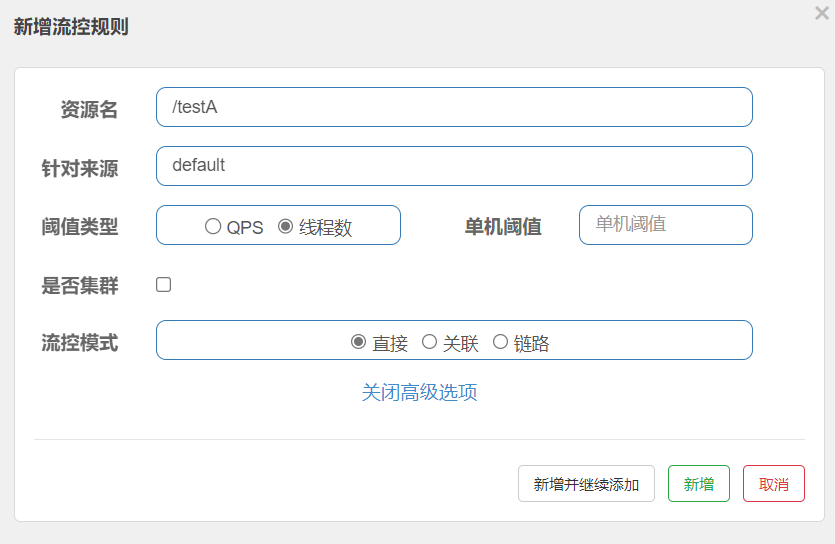 新增流控规则
资源名 /testA
针对来源 default
阈值类型 QPS 线程数 单机阈值 单机阈值
是否集群
流控模式 直接 关联 链路
关闭高级选项
新增并继续添加 新增 取消